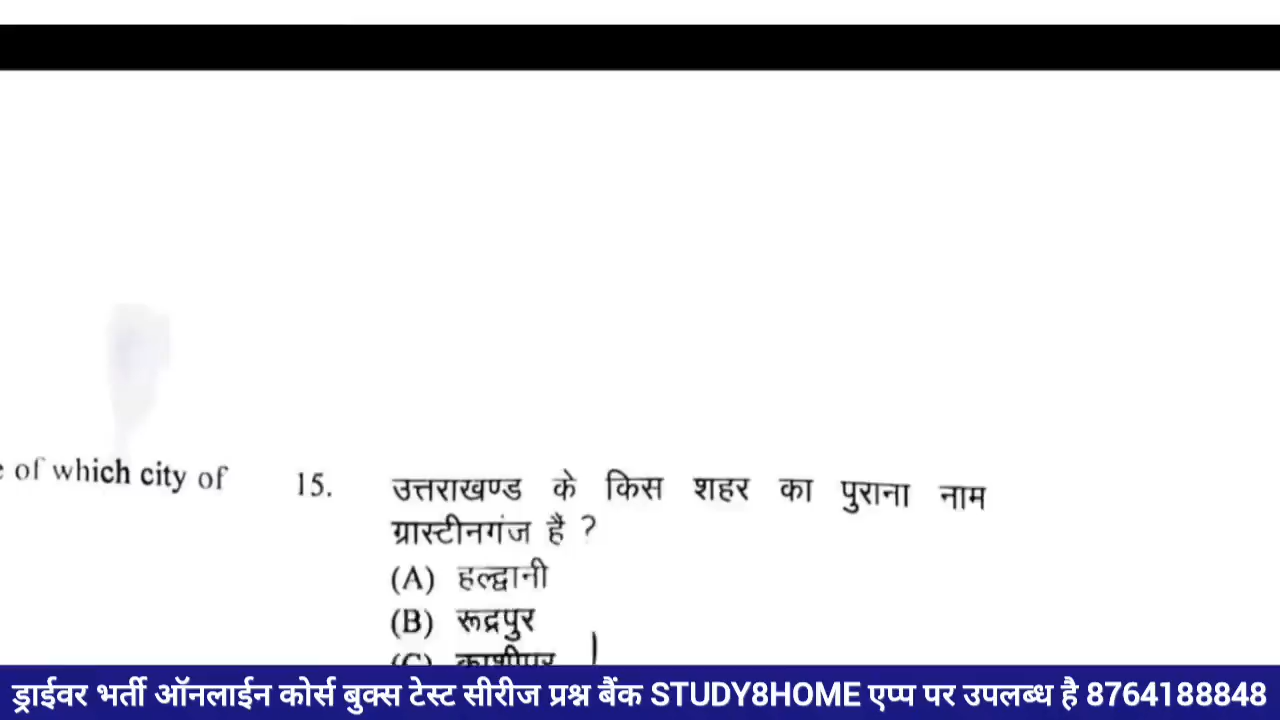 e of which city of
15. उत्तराखण्ड के किस शहर का पुराना नाम
ग्रास्टीनगंज है ?
(A) हल्द्वानी
(B) रूद्रपुर
(C) काशीपुर
ड्राईवर भर्ती ऑनलाईन कोर्स बुक्स टेस्ट सीरीज प्रश्न बैंक STUDY8HOME एप्प पर उपलब्ध है 8764188848